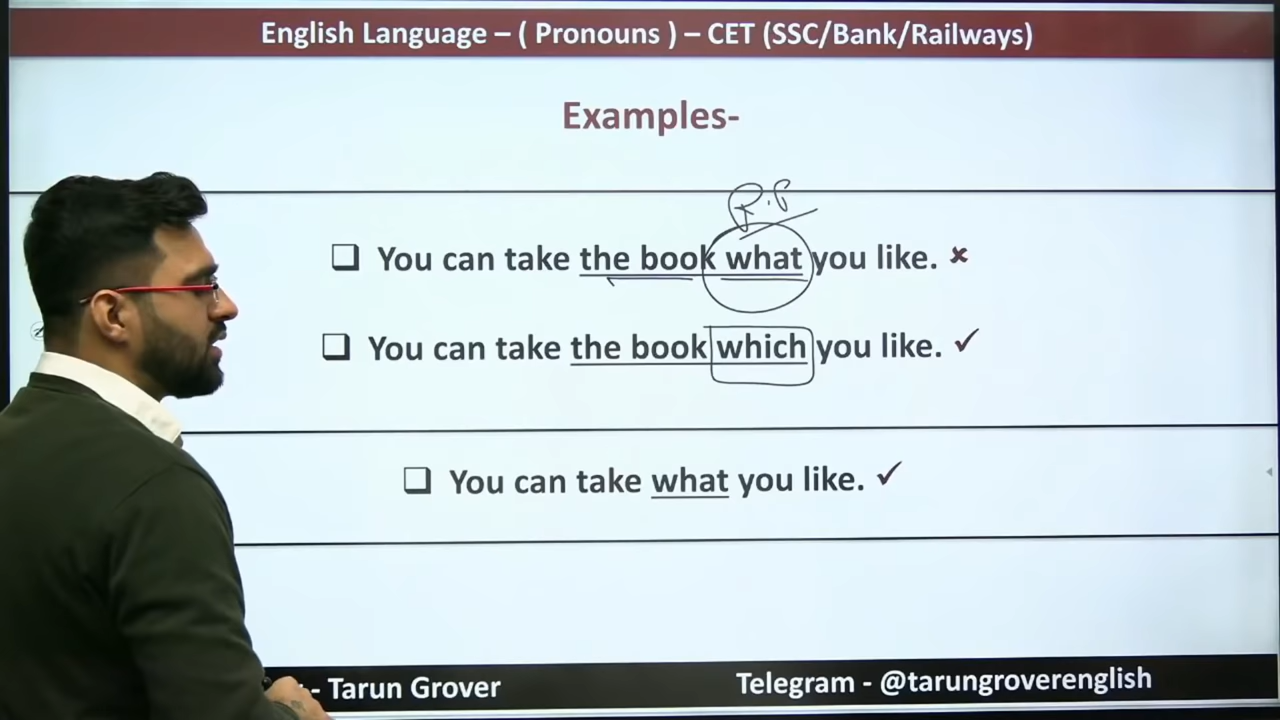 English Language – ( Pronouns ) – CET (SSC/Bank/Railways)
Examples-
R.P
❑ You can take the book what you like. ×
❑ You can take the book which you like. ✓
❑ You can take what you like. ✓
- Tarun Grover
Telegram - @tarungroverenglish